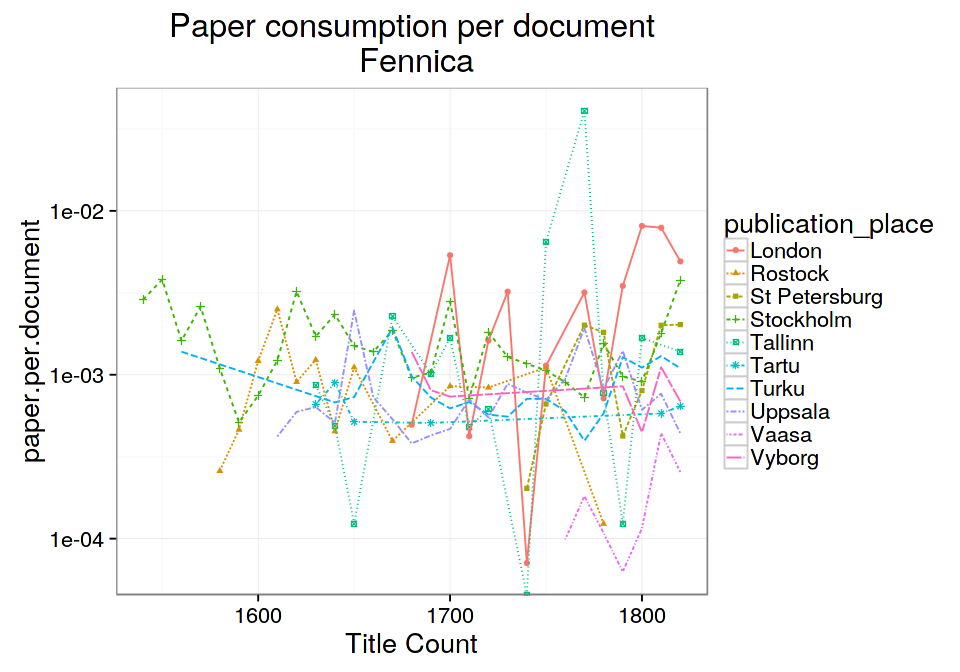 Paper consumption per document
Fennica
paper.per.document
1e-02
1e-03
1e-04
1600
1700
1800
Title Count
publication_place
London
Rostock
St Petersburg
Stockholm
Tallinn
Tartu
Turku
Uppsala
Vaasa
Vyborg